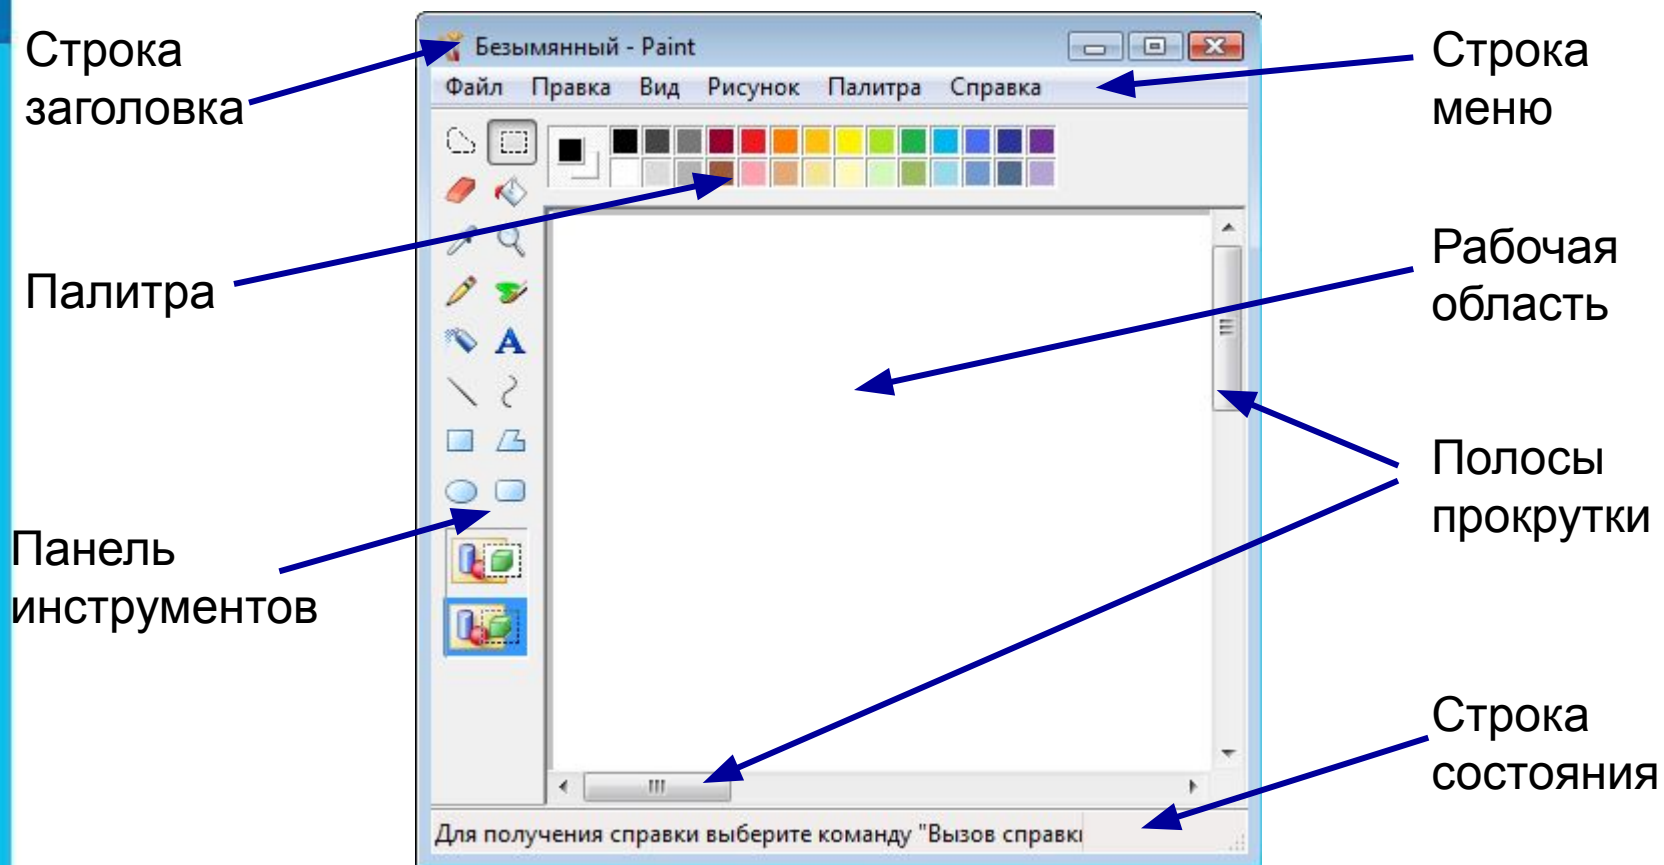 Строка
заголовка
Безымянный - Paint
Файл Правка Вид Рисунок Палитра Справка
Строка
меню
Палитра
A
Рабочая
область
Полосы
прокрутки
Панель
инструментов
Строка
состояния
Для получения справки выберите команду "Вызов справки